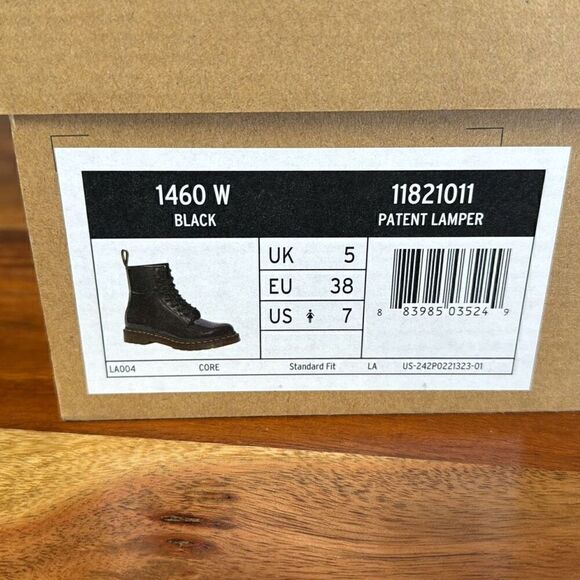 1460 W
BLACK
11821011
PATENT LAMPER
UK 5
EU 38
US 7
8 83985 03524 9
LA004 CORE Standard Fit LA US-242P0221323-01